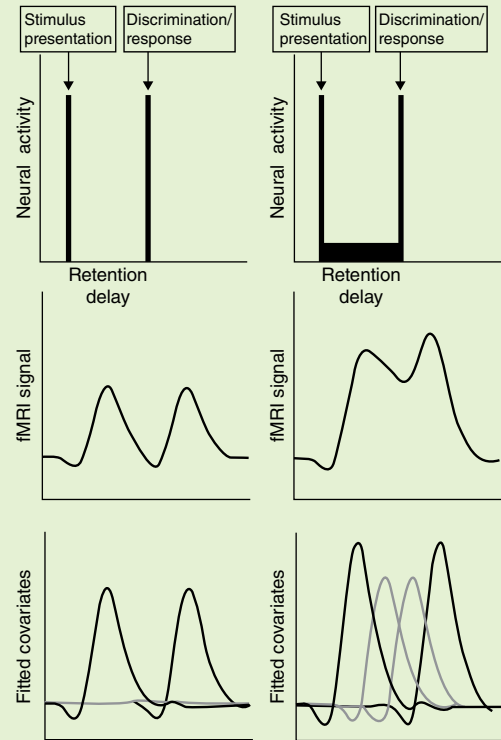 Stimulus
presentation
Discrimination/
response
Neural activity
Retention
delay
fMRI signal
Fitted covariates
Stimulus
presentation
Discrimination/
response
Neural activity
Retention
delay
fMRI signal
Fitted covariates